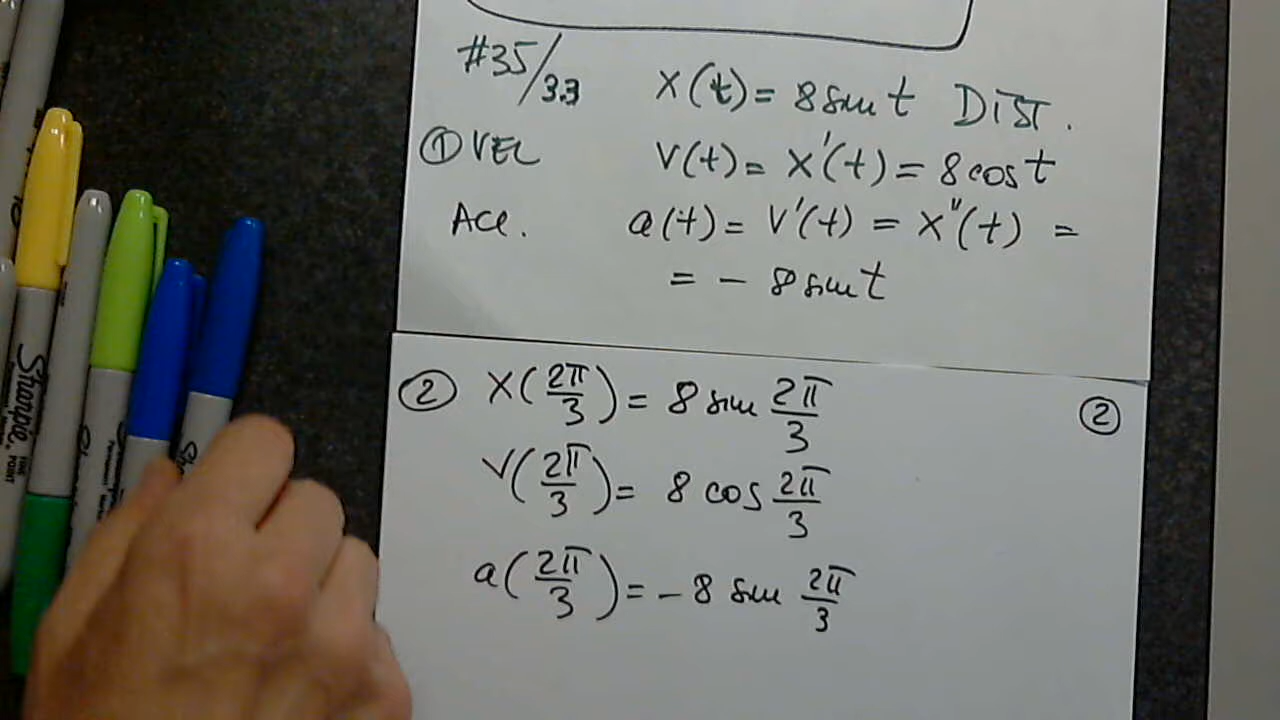 #35/3.3 x(t) = 8 sin t DIST.
① VEL v(t) = x'(t) = 8 cos t
Acc. a(t) = v'(t) = x"(t) =
= - 8 sin t
② x(2π/3) = 8 sin 2π/3 ②
v(2π/3) = 8 cos 2π/3
a(2π/3) = - 8 sin 2π/3
Sharpie.